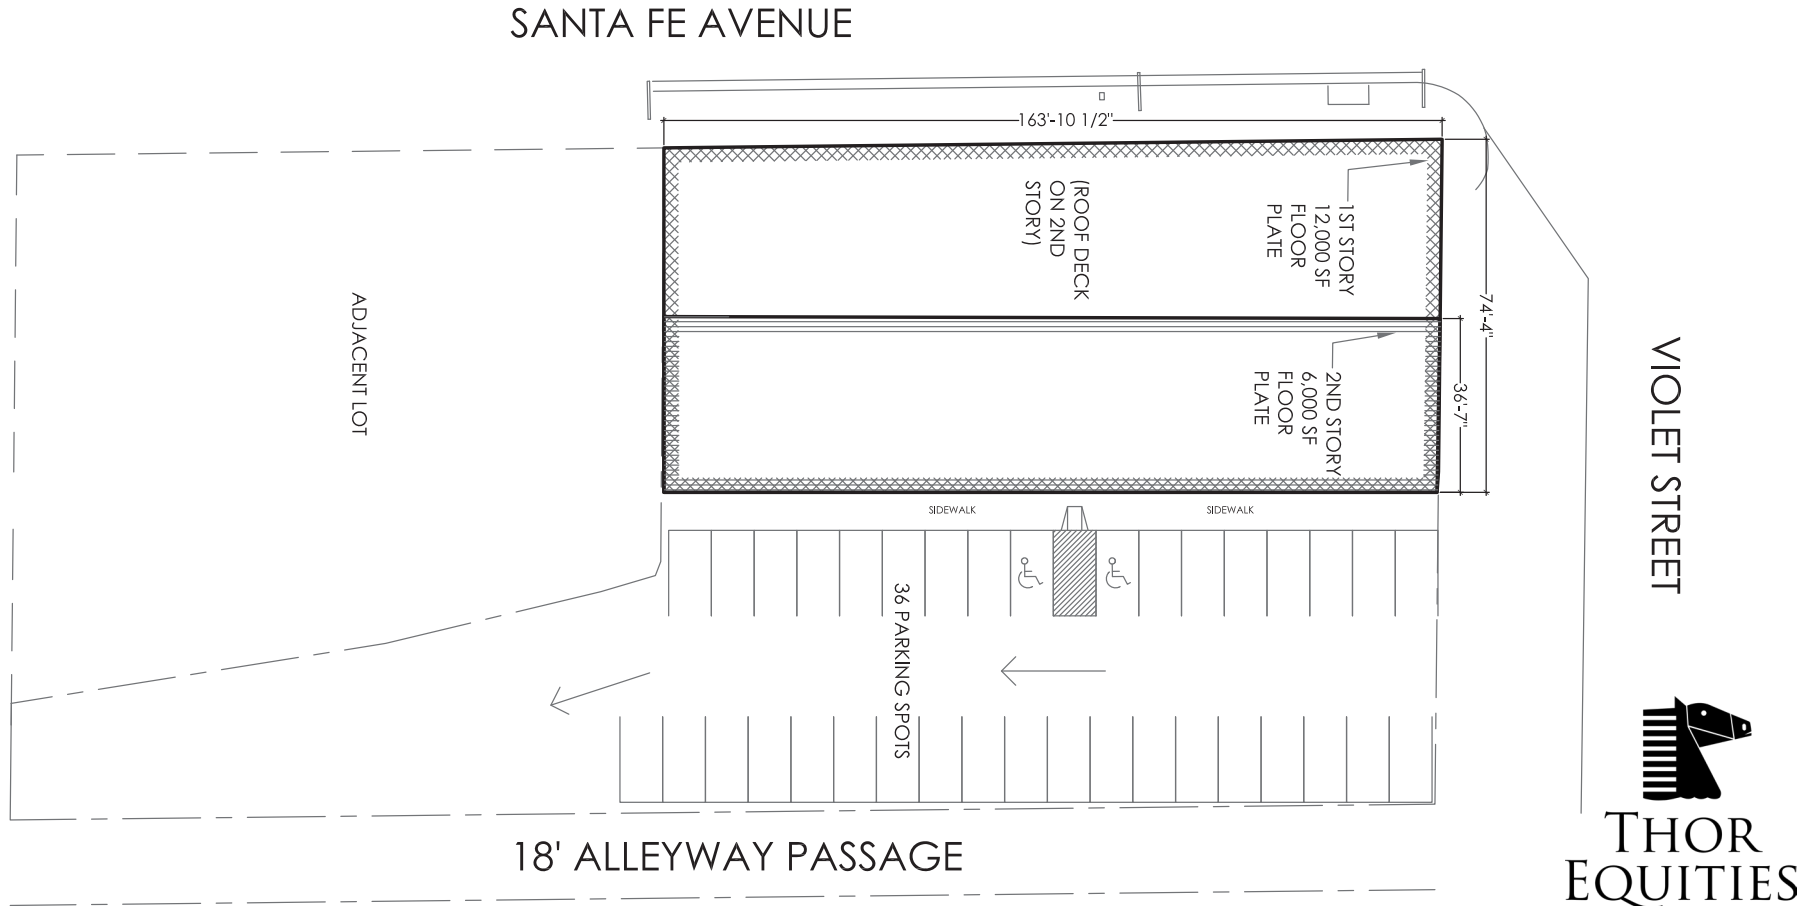 SANTA FE AVENUE
163'-10 1/2"
(ROOF DECK
ON 2ND
STORY)
1ST STORY
12,000 SF
FLOOR
PLATE
74'-4"
36'-7"
2ND STORY
6,000 SF
FLOOR
PLATE
ADJACENT LOT
VIOLET STREET
SIDEWALK
SIDEWALK
36 PARKING SPOTS
18' ALLEYWAY PASSAGE
THOR
EQUITIES